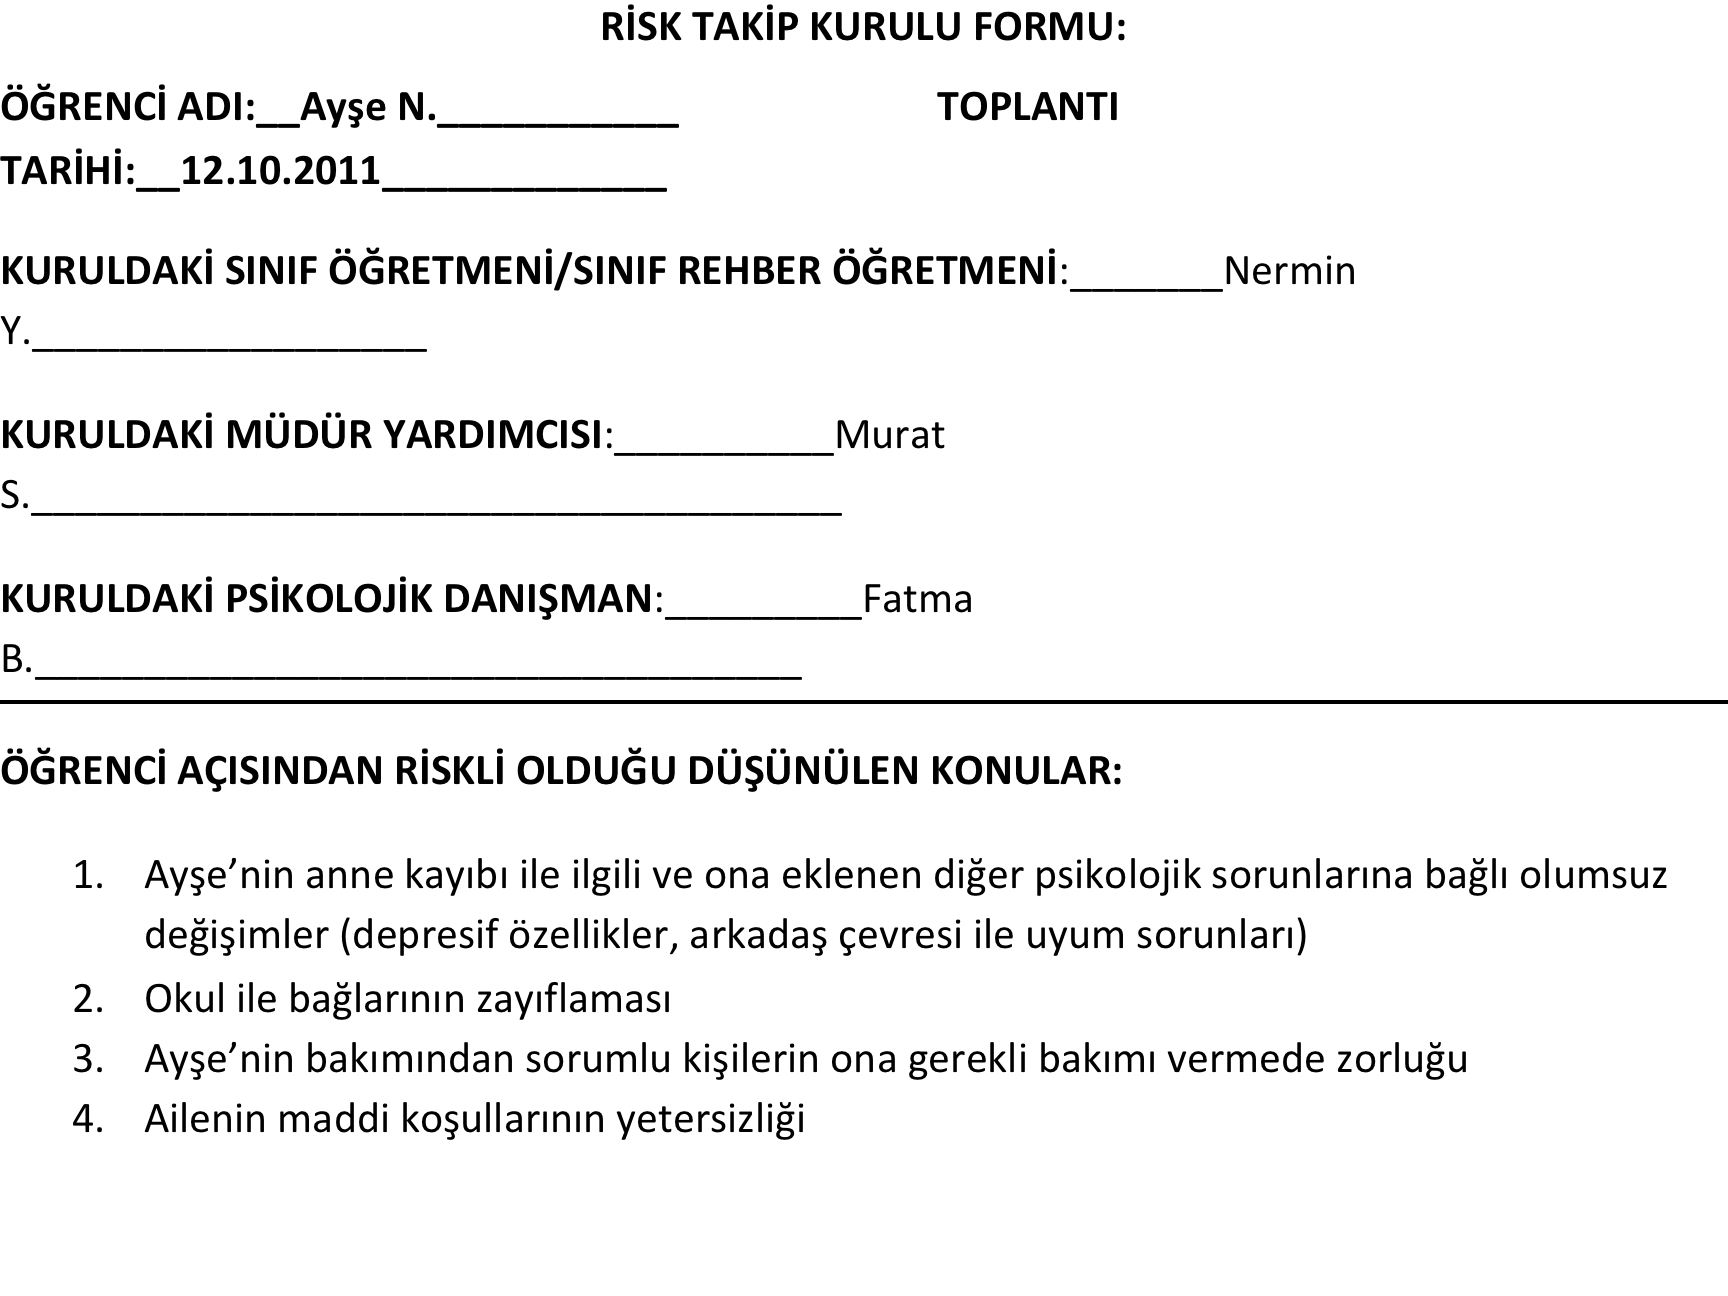 RİSK TAKİP KURULU FORMU:
ÖĞRENCİ ADI:__Ayşe N.___________ TOPLANTI
TARİHİ:__12.10.2011_____________
KURULDAKİ SINIF ÖĞRETMENİ/SINIF REHBER ÖĞRETMENİ:_______Nermin
Y.__________________
KURULDAKİ MÜDÜR YARDIMCISI:__________Murat
S._____________________________________
KURULDAKİ PSİKOLOJİK DANIŞMAN:_________Fatma
B.___________________________________
ÖĞRENCİ AÇISINDAN RİSKLİ OLDUĞU DÜŞÜNÜLEN KONULAR:
1. Ayşe’nin anne kayıbı ile ilgili ve ona eklenen diğer psikolojik sorunlarına bağlı olumsuz
değişimler (depresif özellikler, arkadaş çevresi ile uyum sorunları)
2. Okul ile bağlarının zayıflaması
3. Ayşe’nin bakımından sorumlu kişilerin ona gerekli bakımı vermede zorluğu
4. Ailenin maddi koşullarının yetersizliği